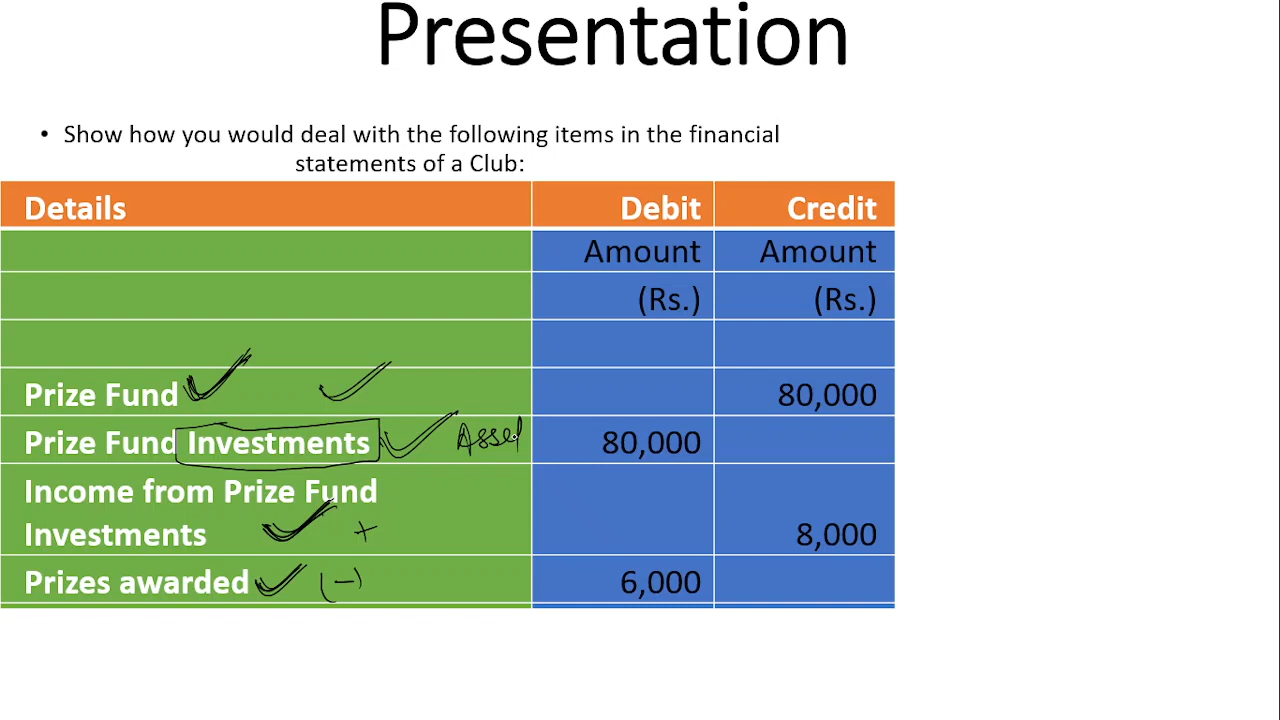 Presentation
• Show how you would deal with the following items in the financial
statements of a Club:
Details Debit Credit
Amount Amount
(Rs.) (Rs.)
Prize Fund 80,000
Prize Fund Investments Asset 80,000
Income from Prize Fund
Investments + 8,000
Prizes awarded (-) 6,000